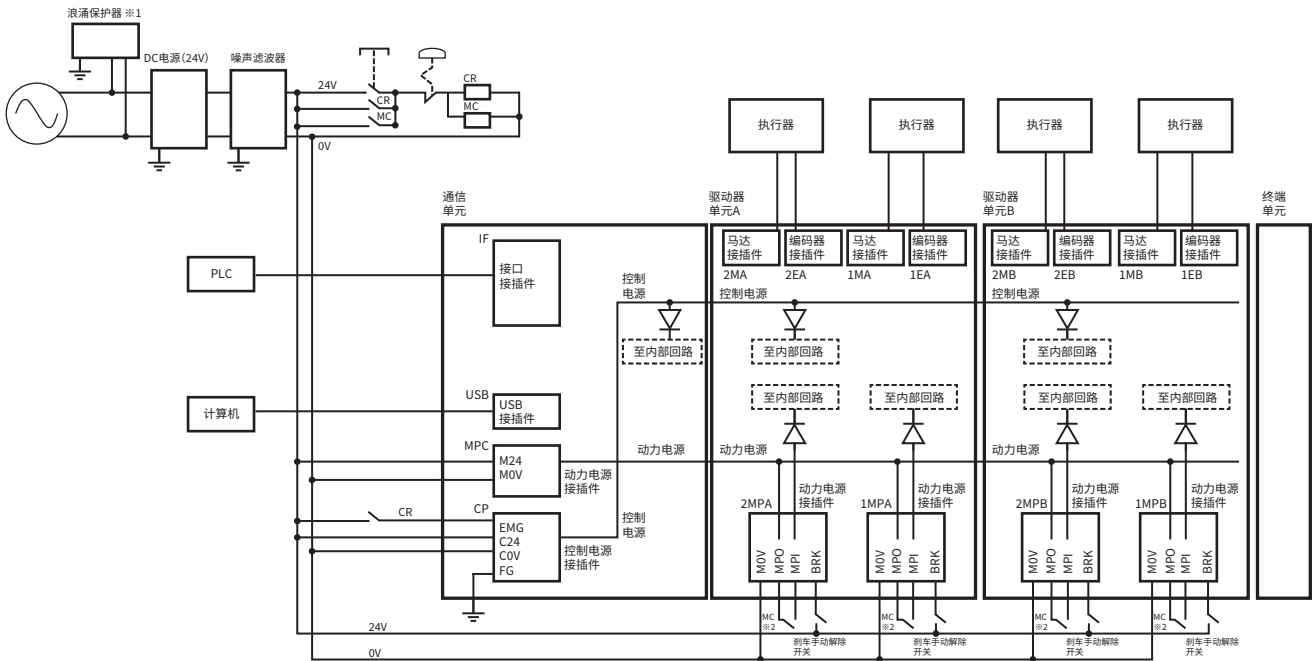 浪涌保护器 ※1
DC电源(24V)
噪声滤波器
24V
CR
MC
CR
MC
0V
执行器
执行器
执行器
执行器
通信
单元
驱动器
单元A
驱动器
单元B
终端
单元
IF
接口
接插件
PLC
马达
接插件
编码器
接插件
马达
接插件
编码器
接插件
马达
接插件
编码器
接插件
马达
接插件
编码器
接插件
2MA
2EA
1MA
1EA
2MB
2EB
1MB
1EB
控制
电源
控制电源
控制电源
至内部回路
至内部回路
至内部回路
计算机
USB
USB
接插件
至内部回路
至内部回路
至内部回路
至内部回路
MPC
M24
M0V
动力电源
接插件
动力电源
动力电源
动力电源
CR
CP
EMG
C24
C0V
FG
控制电源
接插件
控制
电源
2MPA
动力电源
接插件
1MPA
动力电源
接插件
2MPB
动力电源
接插件
1MPB
动力电源
接插件
M0V
MPO
MPI
BRK
M0V
MPO
MPI
BRK
M0V
MPO
MPI
BRK
M0V
MPO
MPI
BRK
MC
※2
MC
※2
MC
※2
MC
※2
24V
刹车手动解除
开关
刹车手动解除
开关
刹车手动解除
开关
刹车手动解除
开关
0V